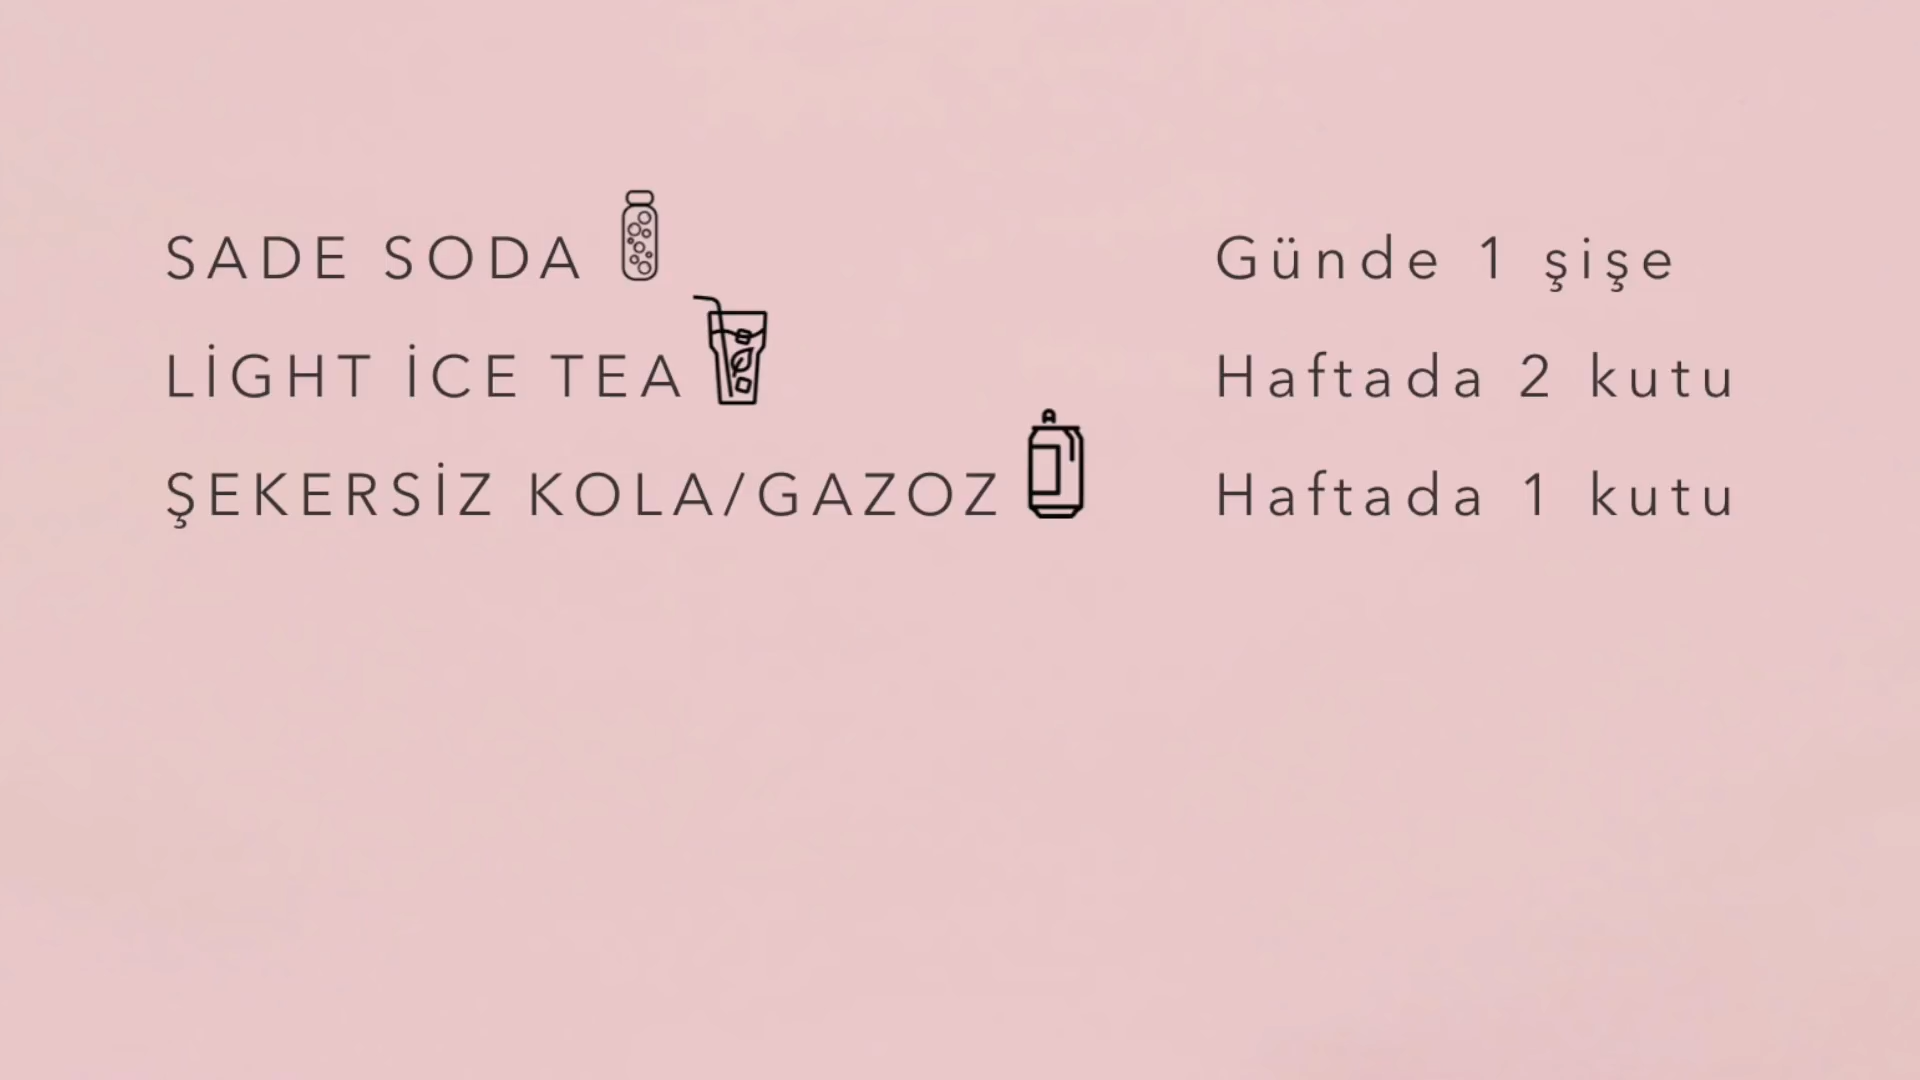 SADE SODA Günde 1 şişe
LİGHT İCE TEA Haftada 2 kutu
ŞEKERSİZ KOLA/GAZOZ Haftada 1 kutu